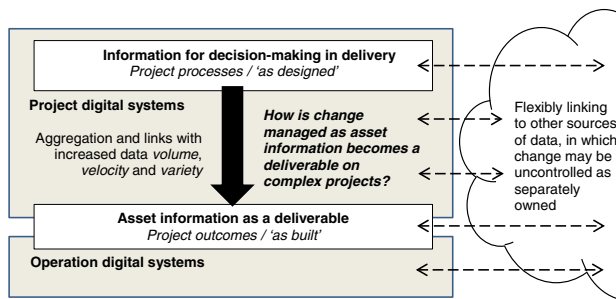 Information for decision-making in delivery
Project processes / ‘as designed’
Project digital systems
Aggregation and links with
increased data volume,
velocity and variety
How is change
managed as asset
information becomes a
deliverable on
complex projects?
Asset information as a deliverable
Project outcomes / ‘as built’
Operation digital systems
Flexibly linking
to other sources
of data, in which
change may be
uncontrolled as
separately
owned